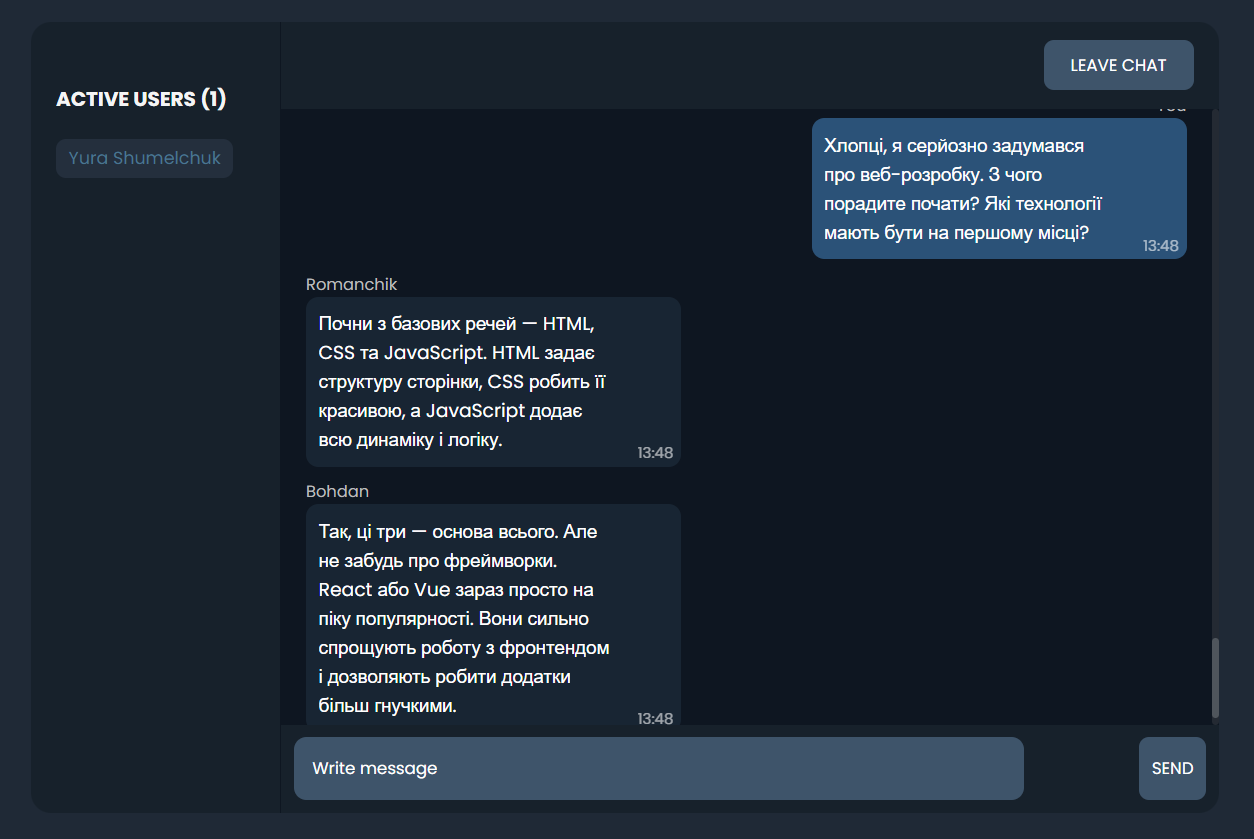 LEAVE CHAT
ACTIVE USERS (1)
Yura Shumelchuk
Хлопці, я серйозно задумався
про веб-розробку. З чого
порадите почати? Які технології
мають бути на першому місці?
13:48
Romanchik
Почни з базових речей — HTML,
CSS та JavaScript. HTML задає
структуру сторінки, CSS робить її
красивою, а JavaScript додає
всю динаміку і логіку.
13:48
Bohdan
Так, ці три — основа всього. Але
не забудь про фреймворки.
React або Vue зараз просто на
піку популярності. Вони сильно
спрощують роботу з фронтендом
і дозволяють робити додатки
більш гнучкими.
13:48
Write message
SEND